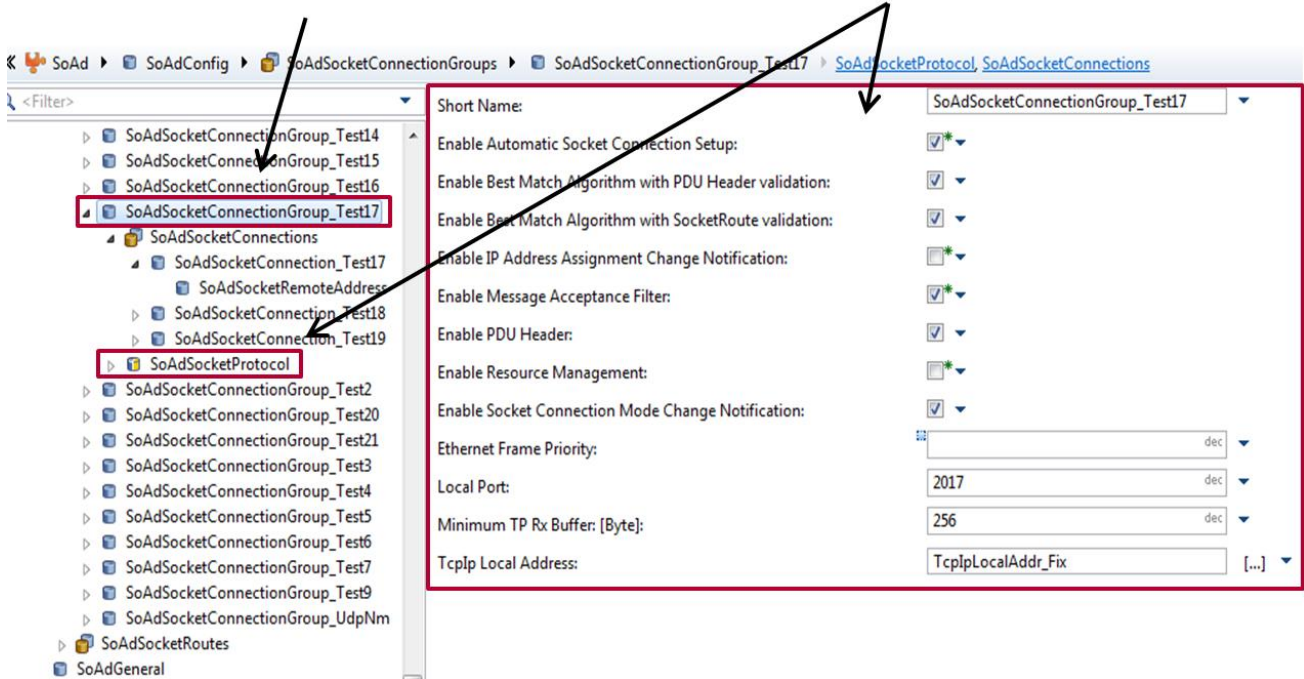 SoAd SoAdConfig SoAdSocketConnectionGroups SoAdSocketConnectionGroup_Test17 SoAdSocketProtocol, SoAdSocketConnections
<Filter>
SoAdSocketConnectionGroup_Test14
SoAdSocketConnectionGroup_Test15
SoAdSocketConnectionGroup_Test16
SoAdSocketConnectionGroup_Test17
SoAdSocketConnections
SoAdSocketConnection_Test17
SoAdSocketRemoteAddress
SoAdSocketConnection_Test18
SoAdSocketConnection_Test19
SoAdSocketProtocol
SoAdSocketConnectionGroup_Test2
SoAdSocketConnectionGroup_Test20
SoAdSocketConnectionGroup_Test21
SoAdSocketConnectionGroup_Test3
SoAdSocketConnectionGroup_Test4
SoAdSocketConnectionGroup_Test5
SoAdSocketConnectionGroup_Test6
SoAdSocketConnectionGroup_Test7
SoAdSocketConnectionGroup_Test9
SoAdSocketConnectionGroup_UdpNm
SoAdSocketRoutes
SoAdGeneral
Short Name: SoAdSocketConnectionGroup_Test17
Enable Automatic Socket Connection Setup:
Enable Best Match Algorithm with PDU Header validation:
Enable Best Match Algorithm with SocketRoute validation:
Enable IP Address Assignment Change Notification:
Enable Message Acceptance Filter:
Enable PDU Header:
Enable Resource Management:
Enable Socket Connection Mode Change Notification:
Ethernet Frame Priority: dec
Local Port: 2017 dec
Minimum TP Rx Buffer: [Byte]: 256 dec
TcpIp Local Address: TcpIpLocalAddr_Fix [...]